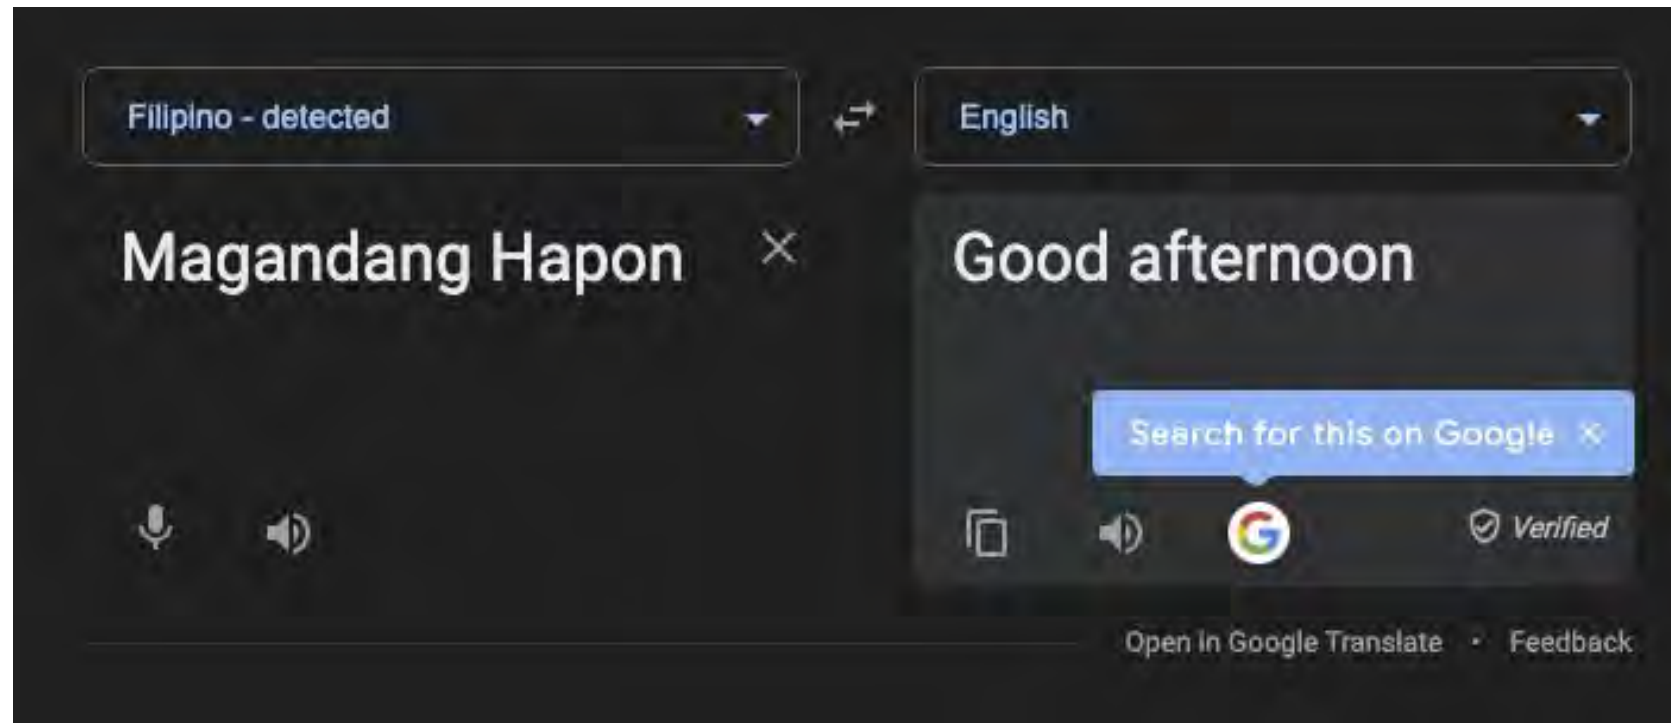 Filipino - detected
English
Magandang Hapon
Good afternoon
Search for this on Google
Verified
Open in Google Translate • Feedback